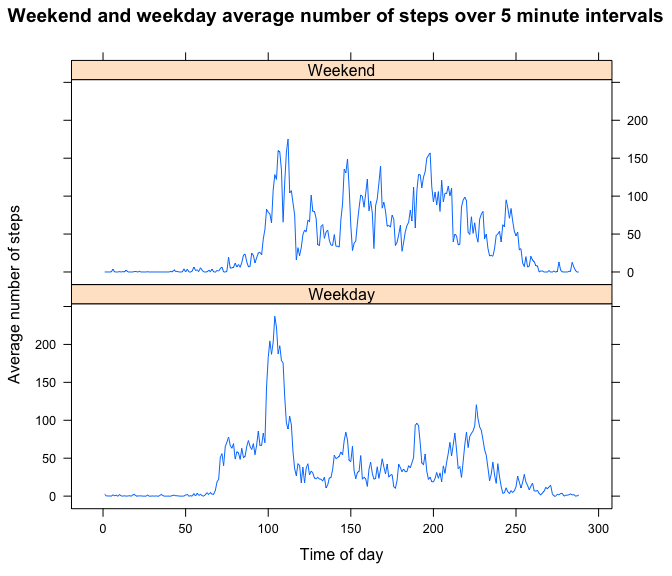 Weekend and weekday average number of steps over 5 minute intervals
Weekend
200
150
100
50
0
Average number of steps
Weekday
200
150
100
50
0
0 50 100 150 200 250 300
Time of day